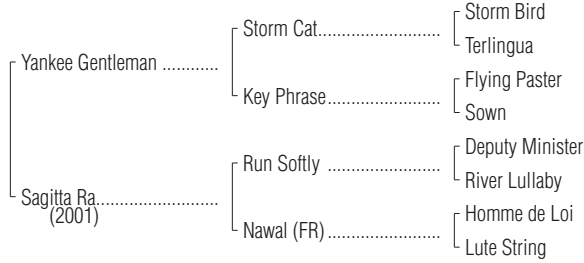 Storm Bird
Storm Cat..............................
Terlingua
Yankee Gentleman ..............
Flying Paster
Key Phrase............................
Sown
Deputy Minister
Run Softly ............................
River Lullaby
Sagitta Ra..............................
(2001)
Homme de Loi
Nawal (FR)............................
Lute String